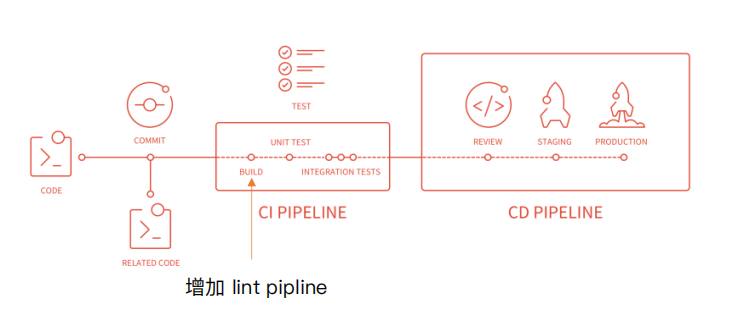 TEST
COMMIT
UNIT TEST
REVIEW
STAGING
PRODUCTION
CODE
BUILD
INTEGRATION TESTS
CI PIPELINE
CD PIPELINE
RELATED CODE
增加 lint pipline